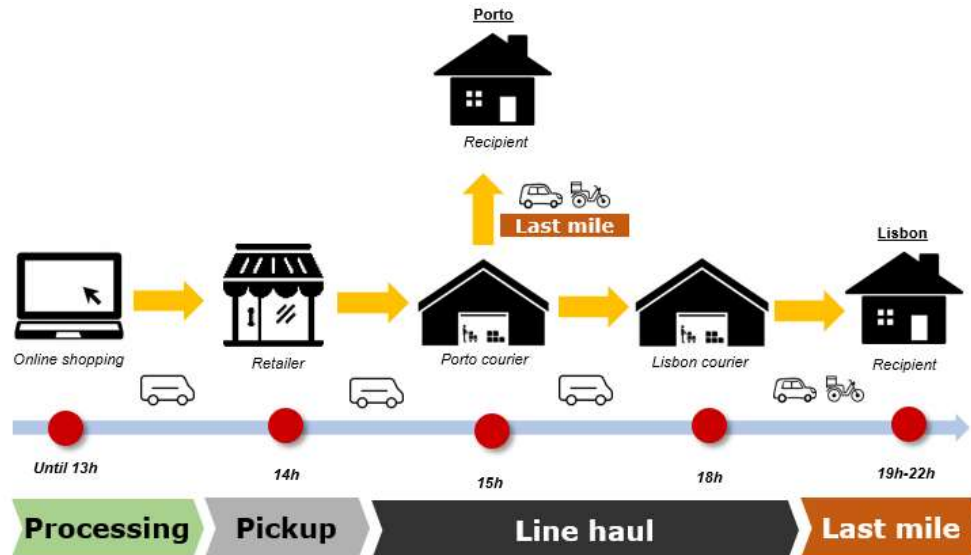 Porto
Recipient
Last mile
Lisbon
Online shopping
Retailer
Porto courier
Lisbon courier
Recipient
Until 13h
14h
15h
18h
19h-22h
Processing
Pickup
Line haul
Last mile